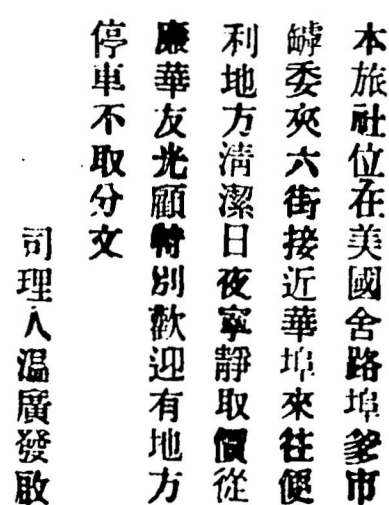 本旅社位在美國舍路埠爹市
罅委夾六街接近華埠來往便
利地方清潔日夜寧靜取價從
廉華友光顧特別歡迎有地方
停車不取分文
司理人温廣發啟